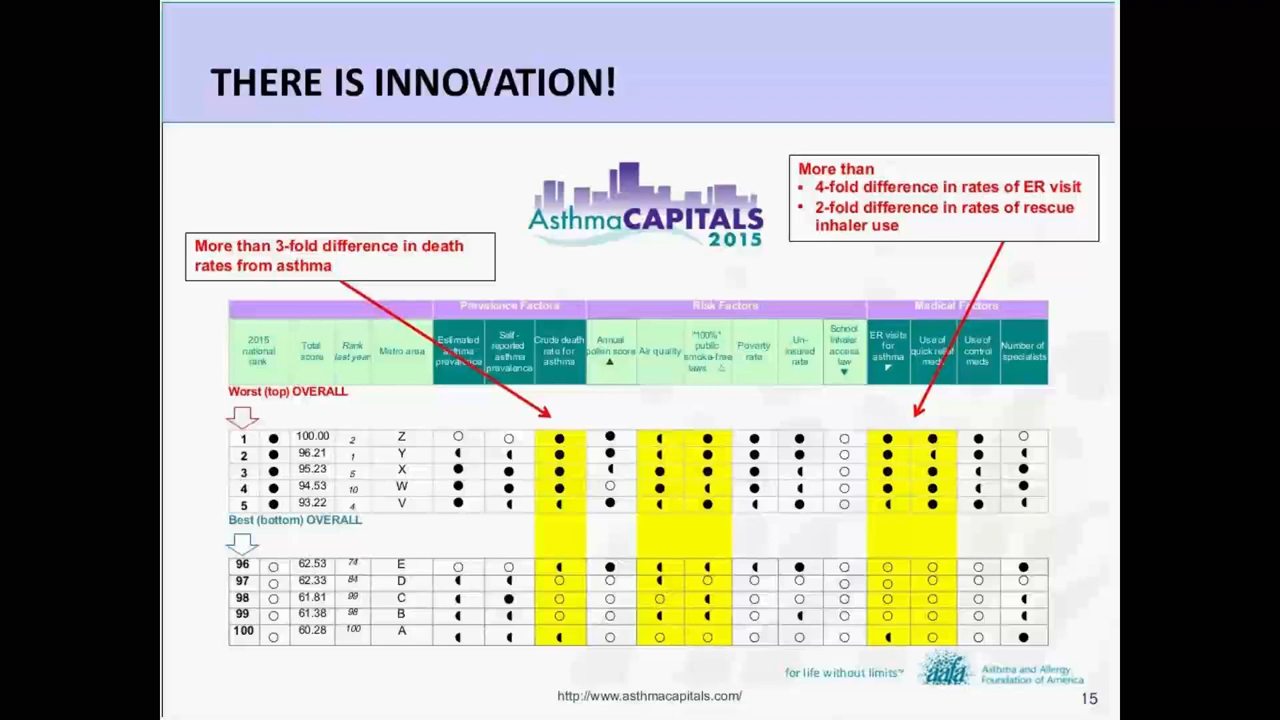 THERE IS INNOVATION!
More than
• 4-fold difference in rates of ER visit
• 2-fold difference in rates of rescue
inhaler use
AsthmaCAPITALS
2015
More than 3-fold difference in death
rates from asthma
Prevalence Factors Risk Factors Medical Factors
2015 national rank Total score Rank last year Metro area Estimated asthma prevalence Self-reported asthma prevalence Crude death rate for asthma Annual pollen score ▲ Air quality "100%" public smoke-free laws △ Poverty rate Un-insured rate School Inhaler access law ▼ ER visits for asthma ◤ Use of quick relief meds Use of control meds Number of specialists
Worst (top) OVERALL
1 ● 100.00 2 Z ○ ○ ● ● ◖ ● ● ● ○ ● ● ● ○
2 ● 96.21 1 Y ◖ ◖ ● ● ◖ ● ● ● ○ ● ◖ ● ◖
3 ● 95.23 5 X ● ● ● ◖ ● ● ● ● ○ ● ● ◖ ●
4 ● 94.53 10 W ● ● ● ○ ● ◖ ● ◖ ○ ● ● ◖ ●
5 ● 93.22 4 V ● ◖ ◖ ● ◖ ● ◖ ● ○ ◖ ● ● ◖
Best (bottom) OVERALL
96 ○ 62.53 74 E ○ ○ ◖ ● ◖ ◖ ◖ ● ○ ○ ○ ○ ●
97 ○ 62.33 84 D ◖ ◖ ○ ○ ◖ ○ ○ ○ ○ ○ ○ ○ ○
98 ○ 61.81 99 C ◖ ● ○ ○ ○ ◖ ○ ○ ○ ○ ○ ○ ◖
99 ○ 61.38 98 B ◖ ◖ ○ ○ ◖ ◖ ○ ◖ ○ ○ ○ ○ ◖
100 ○ 60.28 100 A ◖ ◖ ◖ ○ ○ ○ ○ ○ ○ ◖ ○ ○ ●
for life without limits™ aafa Asthma and Allergy
Foundation of America
http://www.asthmacapitals.com/
15